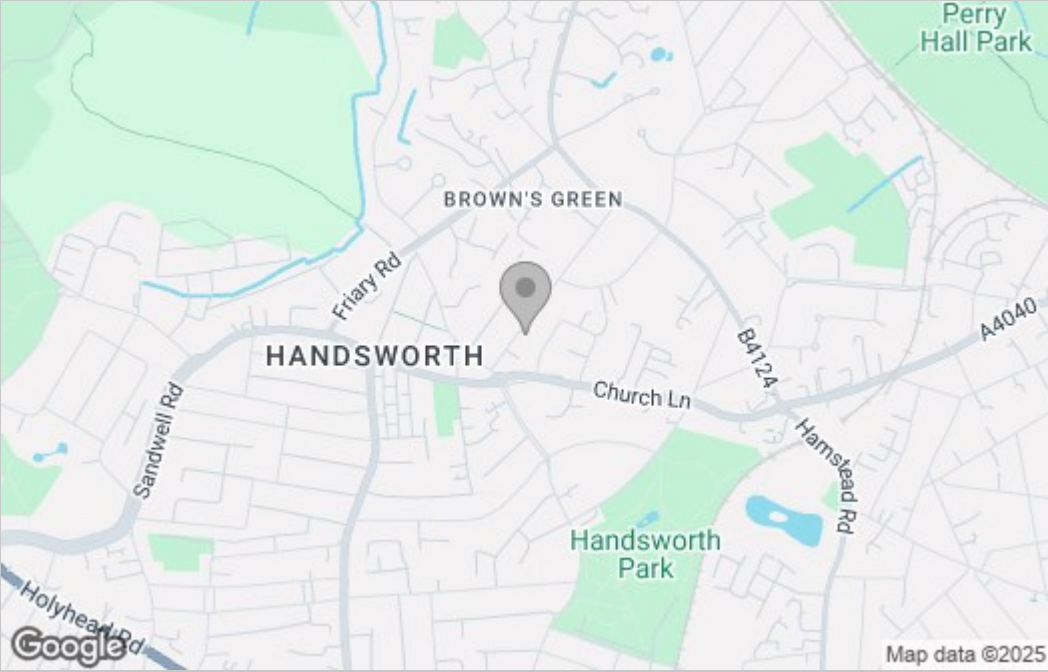 Perry
Hall Park
BROWN'S GREEN
Friary Rd
A4040
HANDSWORTH
B4124
Church Ln
Sandwell Rd
Hamstead Rd
Handsworth
Park
Holyhead Rd
Google
Map data ©2025